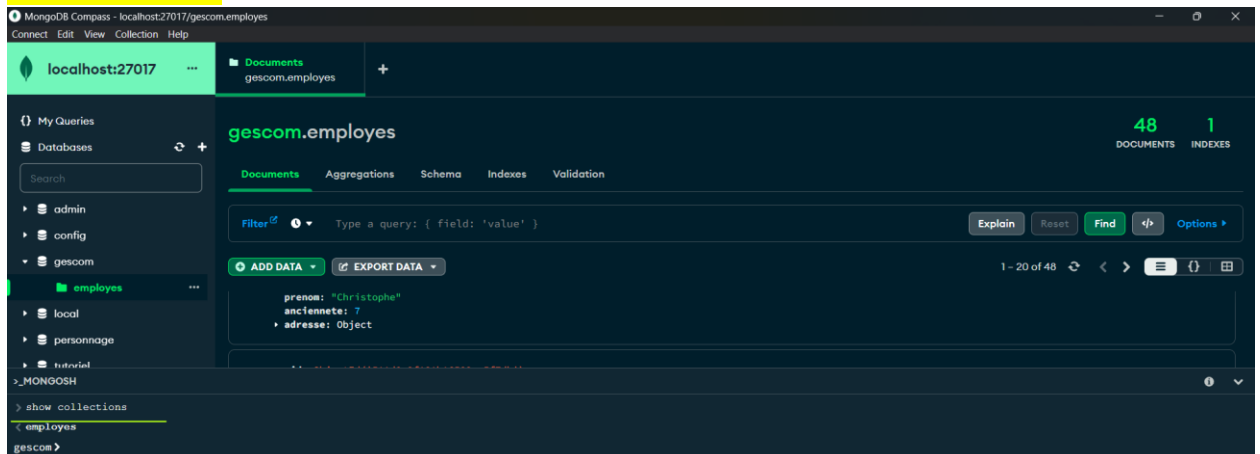 MongoDB Compass - localhost:27017/gescom.employes
Connect Edit View Collection Help
localhost:27017 ...
Documents
gescom.employes
+
{} My Queries
Databases
Search
admin
config
gescom
employes ...
local
personnage
tutoriel
gescom.employes
48
DOCUMENTS
1
INDEXES
Documents Aggregations Schema Indexes Validation
Filter Type a query: { field: 'value' } Explain Reset Find </> Options
ADD DATA EXPORT DATA 1 – 20 of 48 {}
prenom: "Christophe"
anciennete: 7
adresse: Object
>_MONGOSH
> show collections
< employes
gescom>